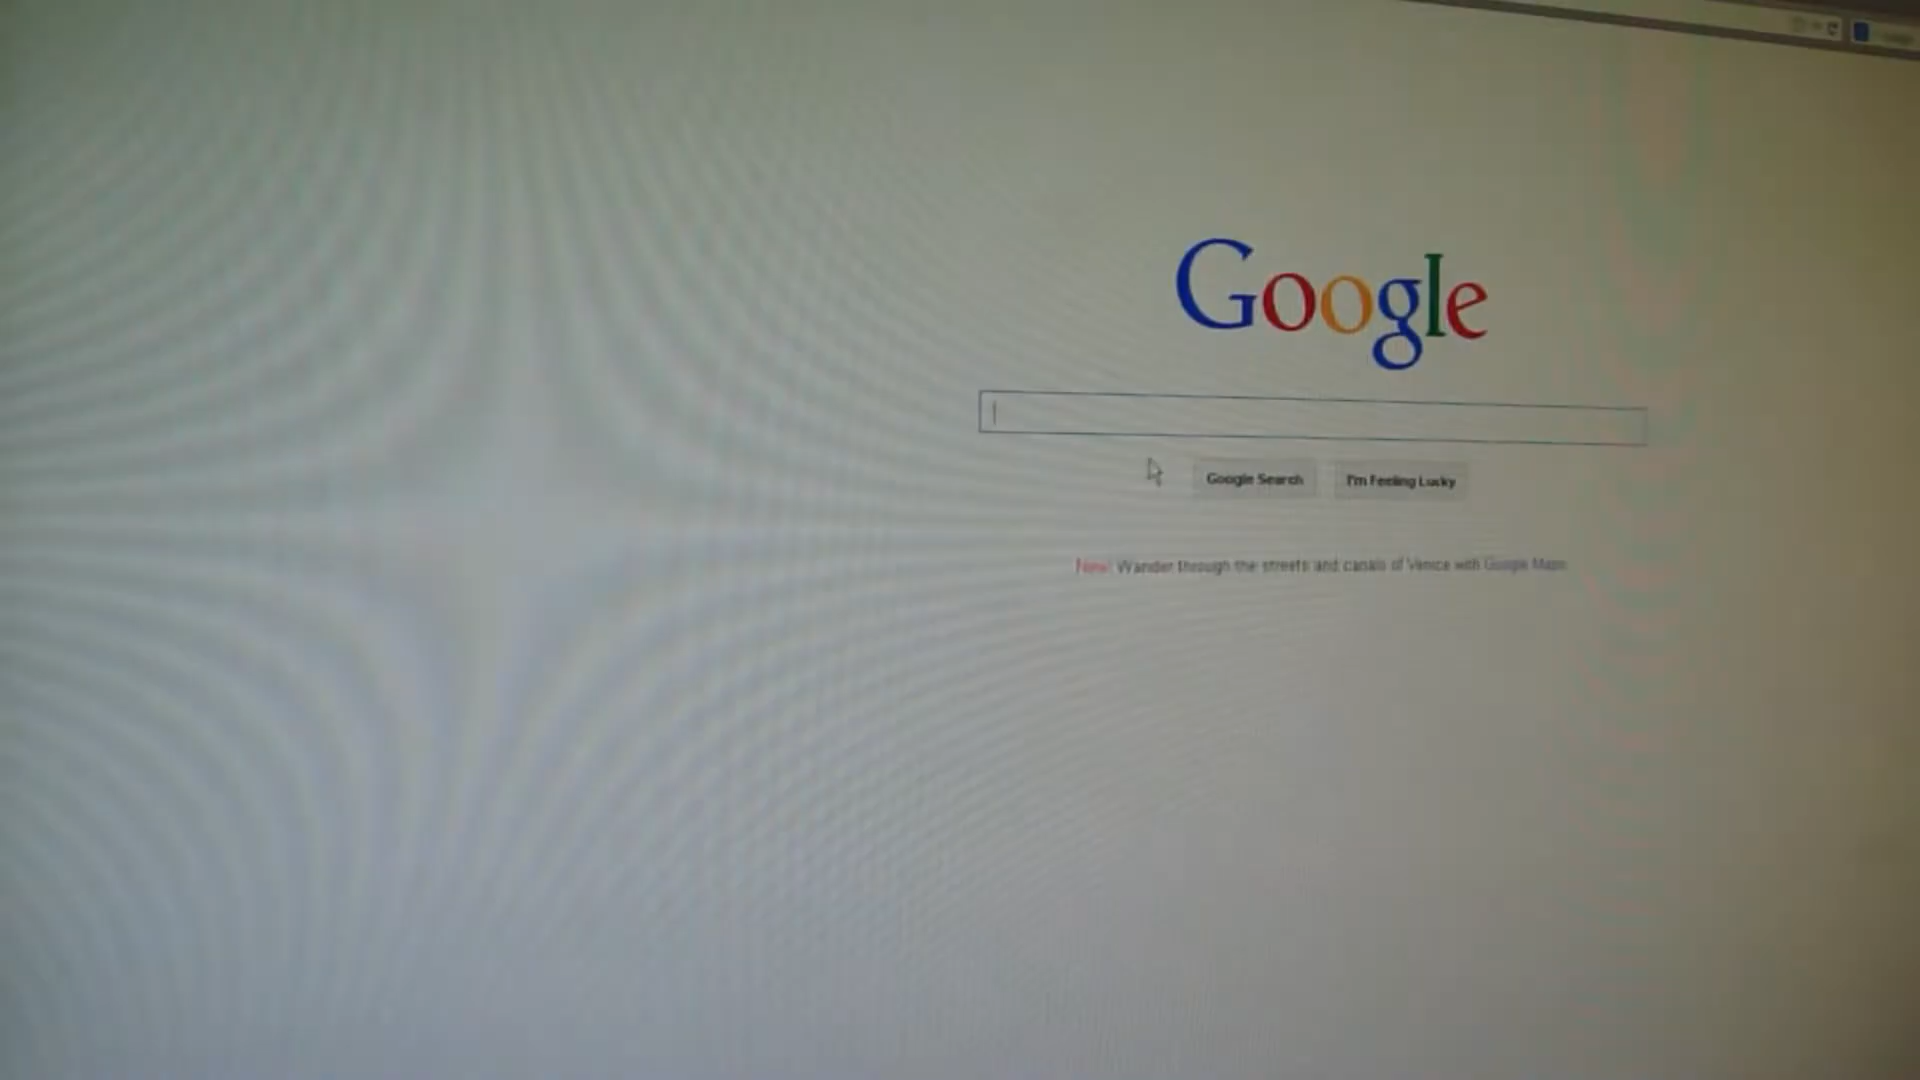 Google
Google Search I'm Feeling Lucky
New! Wander through the streets and canals of Venice with Google Maps